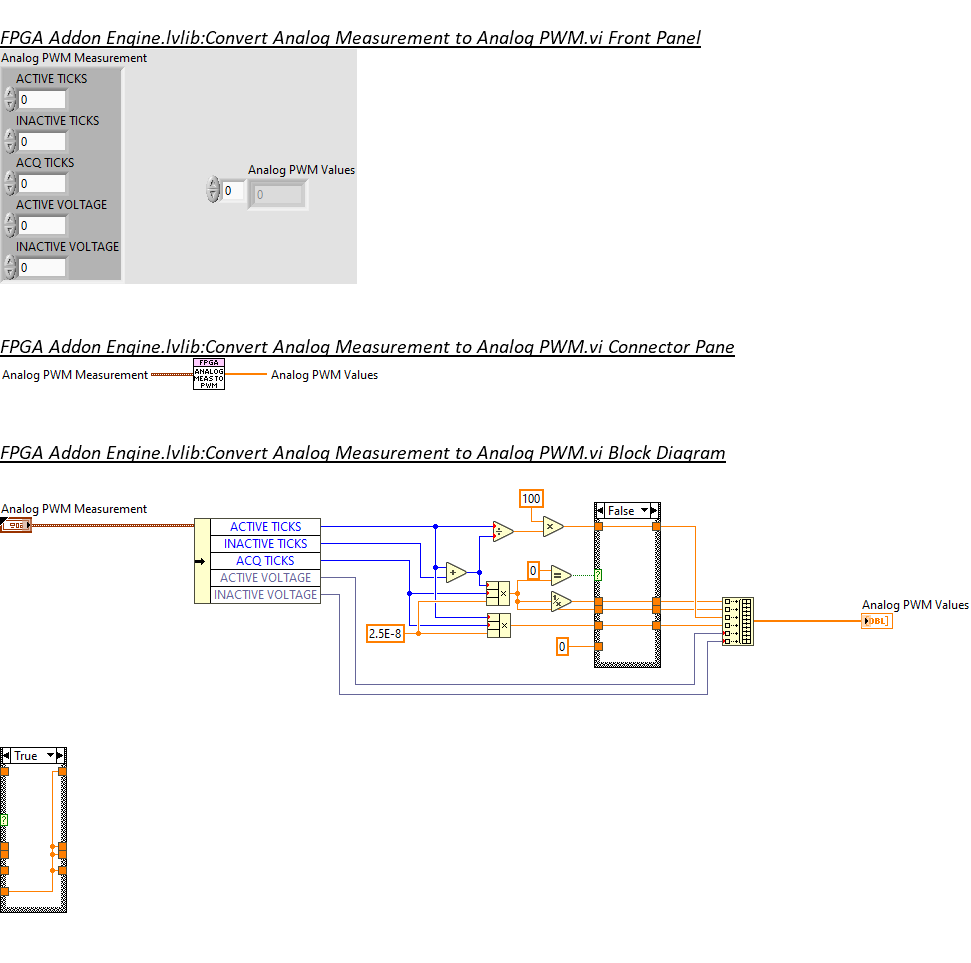 FPGA Addon Engine.lvlib:Convert Analog Measurement to Analog PWM.vi Front Panel
Analog PWM Measurement
ACTIVE TICKS
0
INACTIVE TICKS
0
ACQ TICKS
0
ACTIVE VOLTAGE
0
INACTIVE VOLTAGE
0
Analog PWM Values
0
0
FPGA Addon Engine.lvlib:Convert Analog Measurement to Analog PWM.vi Connector Pane
Analog PWM Measurement
FPGA
ANALOG
MEAS TO
PWM
Analog PWM Values
FPGA Addon Engine.lvlib:Convert Analog Measurement to Analog PWM.vi Block Diagram
Analog PWM Measurement
ACTIVE TICKS
INACTIVE TICKS
ACQ TICKS
ACTIVE VOLTAGE
INACTIVE VOLTAGE
100
÷
×
False
+
0
=
?
×
1/x
2.5E-8
×
0
Analog PWM Values
DBL
True
?